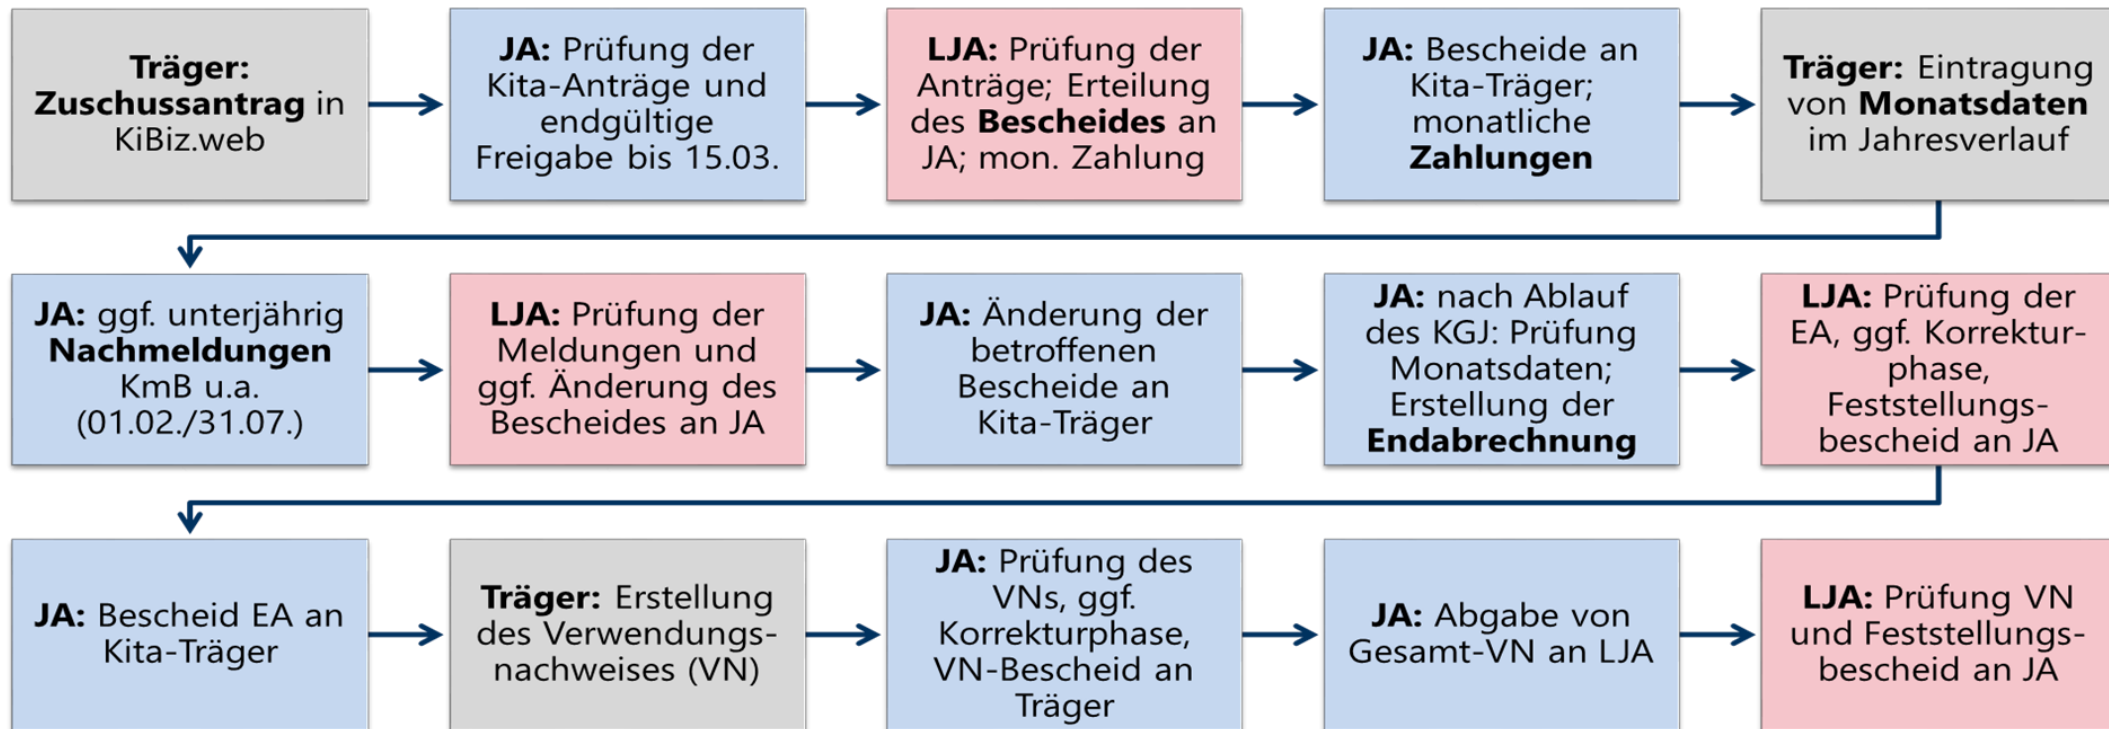 Träger:
Zuschussantrag in
KiBiz.web
JA: Prüfung der
Kita-Anträge und
endgültige
Freigabe bis 15.03.
LJA: Prüfung der
Anträge; Erteilung
des Bescheides an
JA; mon. Zahlung
JA: Bescheide an
Kita-Träger;
monatliche
Zahlungen
Träger: Eintragung
von Monatsdaten
im Jahresverlauf
JA: ggf. unterjährig
Nachmeldungen
KmB u.a.
(01.02./31.07.)
LJA: Prüfung der
Meldungen und
ggf. Änderung des
Bescheides an JA
JA: Änderung der
betroffenen
Bescheide an
Kita-Träger
JA: nach Ablauf
des KGJ: Prüfung
Monatsdaten;
Erstellung der
Endabrechnung
LJA: Prüfung der
EA, ggf. Korrektur-
phase,
Feststellungs-
bescheid an JA
JA: Bescheid EA an
Kita-Träger
Träger: Erstellung
des Verwendungs-
nachweises (VN)
JA: Prüfung des
VNs, ggf.
Korrekturphase,
VN-Bescheid an
Träger
JA: Abgabe von
Gesamt-VN an LJA
LJA: Prüfung VN
und Feststellungs-
bescheid an JA